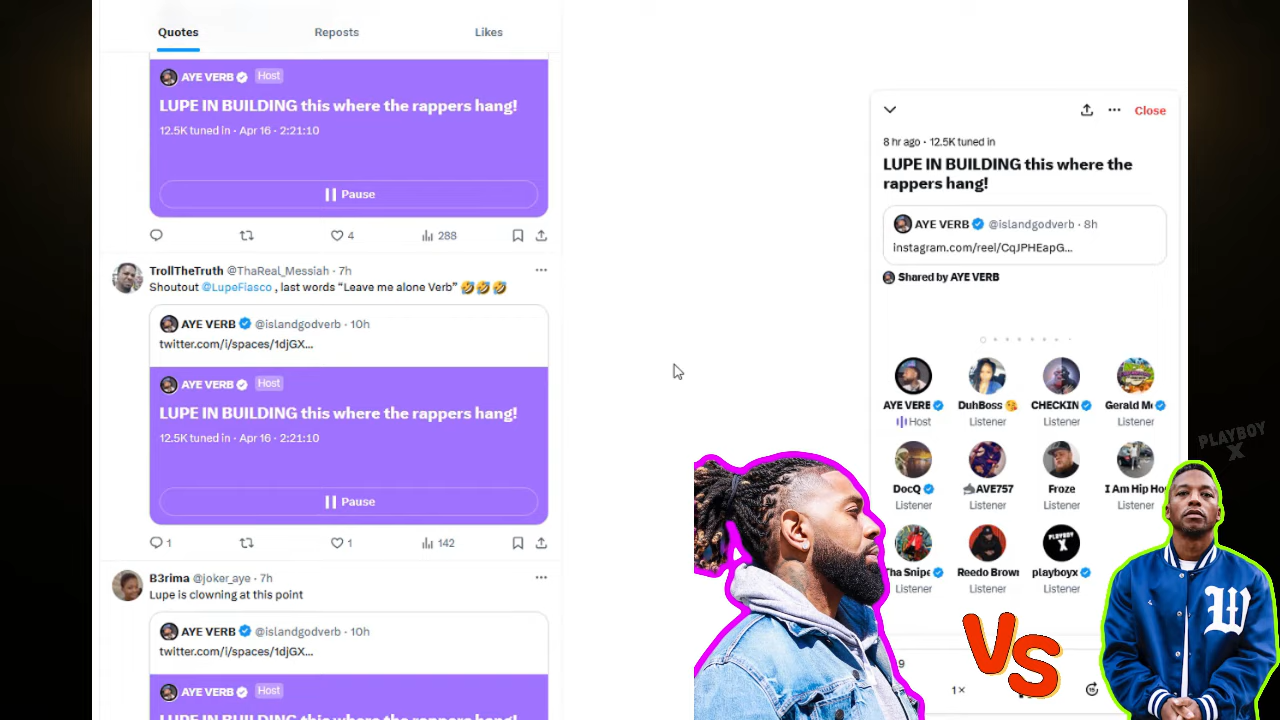 Quotes
Reposts
Likes
AYE VERB Host
LUPE IN BUILDING this where the rappers hang!
12.5K tuned in · Apr 16 · 2:21:10
Pause
4
288
TrollTheTruth @ThaReal_Messiah · 7h
Shoutout @LupeFiasco , last words “Leave me alone Verb” 🤣🤣🤣
AYE VERB @islandgodverb · 10h
twitter.com/i/spaces/1djGX...
AYE VERB Host
LUPE IN BUILDING this where the rappers hang!
12.5K tuned in · Apr 16 · 2:21:10
Pause
1
1
142
B3rima @joker_aye · 7h
Lupe is clowning at this point
AYE VERB @islandgodverb · 10h
twitter.com/i/spaces/1djGX...
AYE VERB Host
LUPE IN BUILDING this where the rappers hang!
Close
8 hr ago · 12.5K tuned in
LUPE IN BUILDING this where the
rappers hang!
AYE VERB @islandgodverb · 8h
instagram.com/reel/CqJPHEapG...
Shared by AYE VERB
AYE VERB
DuhBoss 😘
CHECKIN
Gerald Mc
Host
Listener
Listener
Listener
DocQ
AVE757
Froze
I Am Hip Ho
Listener
Listener
Listener
Listener
PLAYBOY
X
Tha Snipe
Reedo Brown
playboyx
Listener
Listener
Listener
VS
1×
15
W
PLAYBOY
X